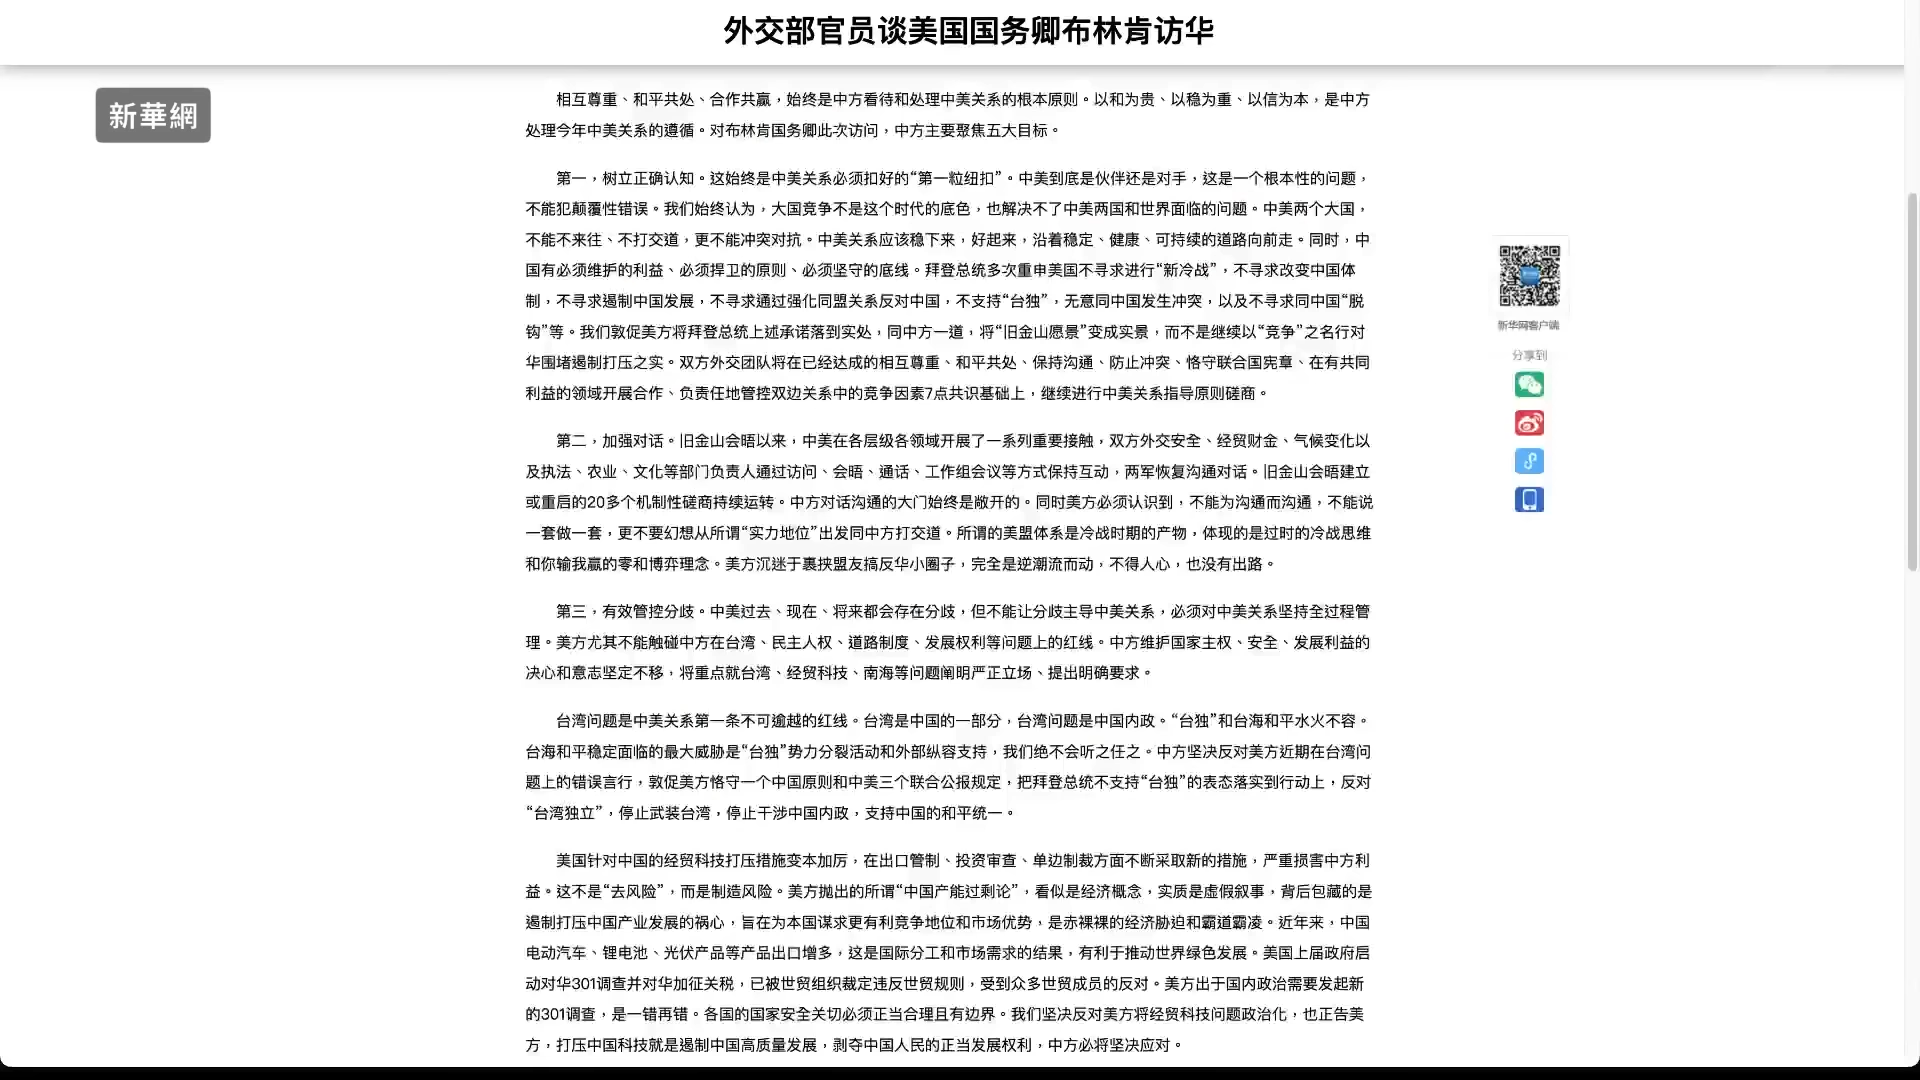 外交部官员谈美国国务卿布林肯访华
新華網
相互尊重、和平共处、合作共赢，始终是中方看待和处理中美关系的根本原则。以和为贵、以稳为重、以信为本，是中方
处理今年中美关系的遵循。对布林肯国务卿此次访问，中方主要聚焦五大目标。
第一，树立正确认知。这始终是中美关系必须扣好的“第一粒纽扣”。中美到底是伙伴还是对手，这是一个根本性的问题，
不能犯颠覆性错误。我们始终认为，大国竞争不是这个时代的底色，也解决不了中美两国和世界面临的问题。中美两个大国，
不能不来往、不打交道，更不能冲突对抗。中美关系应该稳下来，好起来，沿着稳定、健康、可持续的道路向前走。同时，中
国有必须维护的利益、必须捍卫的原则、必须坚守的底线。拜登总统多次重申美国不寻求进行“新冷战”，不寻求改变中国体
制，不寻求遏制中国发展，不寻求通过强化同盟关系反对中国，不支持“台独”，无意同中国发生冲突，以及不寻求同中国“脱
钩”等。我们敦促美方将拜登总统上述承诺落到实处，同中方一道，将“旧金山愿景”变成实景，而不是继续以“竞争”之名行对
华围堵遏制打压之实。双方外交团队将在已经达成的相互尊重、和平共处、保持沟通、防止冲突、恪守联合国宪章、在有共同
利益的领域开展合作、负责任地管控双边关系中的竞争因素7点共识基础上，继续进行中美关系指导原则磋商。
第二，加强对话。旧金山会晤以来，中美在各层级各领域开展了一系列重要接触，双方外交安全、经贸财金、气候变化以
及执法、农业、文化等部门负责人通过访问、会晤、通话、工作组会议等方式保持互动，两军恢复沟通对话。旧金山会晤建立
或重启的20多个机制性磋商持续运转。中方对话沟通的大门始终是敞开的。同时美方必须认识到，不能为沟通而沟通，不能说
一套做一套，更不要幻想从所谓“实力地位”出发同中方打交道。所谓的美盟体系是冷战时期的产物，体现的是过时的冷战思维
和你输我赢的零和博弈理念。美方沉迷于裹挟盟友搞反华小圈子，完全是逆潮流而动，不得人心，也没有出路。
第三，有效管控分歧。中美过去、现在、将来都会存在分歧，但不能让分歧主导中美关系，必须对中美关系坚持全过程管
理。美方尤其不能触碰中方在台湾、民主人权、道路制度、发展权利等问题上的红线。中方维护国家主权、安全、发展利益的
决心和意志坚定不移，将重点就台湾、经贸科技、南海等问题阐明严正立场、提出明确要求。
台湾问题是中美关系第一条不可逾越的红线。台湾是中国的一部分，台湾问题是中国内政。“台独”和台海和平水火不容。
台海和平稳定面临的最大威胁是“台独”势力分裂活动和外部纵容支持，我们绝不会听之任之。中方坚决反对美方近期在台湾问
题上的错误言行，敦促美方恪守一个中国原则和中美三个联合公报规定，把拜登总统不支持“台独”的表态落实到行动上，反对
“台湾独立”，停止武装台湾，停止干涉中国内政，支持中国的和平统一。
美国针对中国的经贸科技打压措施变本加厉，在出口管制、投资审查、单边制裁方面不断采取新的措施，严重损害中方利
益。这不是“去风险”，而是制造风险。美方抛出的所谓“中国产能过剩论”，看似是经济概念，实质是虚假叙事，背后包藏的是
遏制打压中国产业发展的祸心，旨在为本国谋求更有利竞争地位和市场优势，是赤裸裸的经济胁迫和霸道霸凌。近年来，中国
电动汽车、锂电池、光伏产品等产品出口增多，这是国际分工和市场需求的结果，有利于推动世界绿色发展。美国上届政府启
动对华301调查并对华加征关税，已被世贸组织裁定违反世贸规则，受到众多世贸成员的反对。美方出于国内政治需要发起新
的301调查，是一错再错。各国的国家安全关切必须正当合理且有边界。我们坚决反对美方将经贸科技问题政治化，也正告美
方，打压中国科技就是遏制中国高质量发展，剥夺中国人民的正当发展权利，中方必将坚决应对。
新华网客户端
分享到